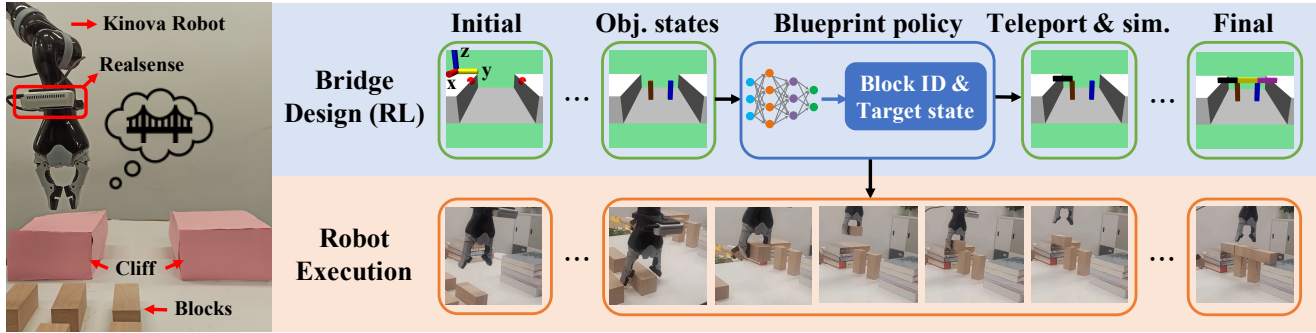 Kinova Robot
Realsense
Cliff
Blocks
Initial
Obj. states
Blueprint policy
Teleport & sim.
Final
Bridge
Design (RL)
z
y
x
...
Block ID &
Target state
...
Robot
Execution
...
...